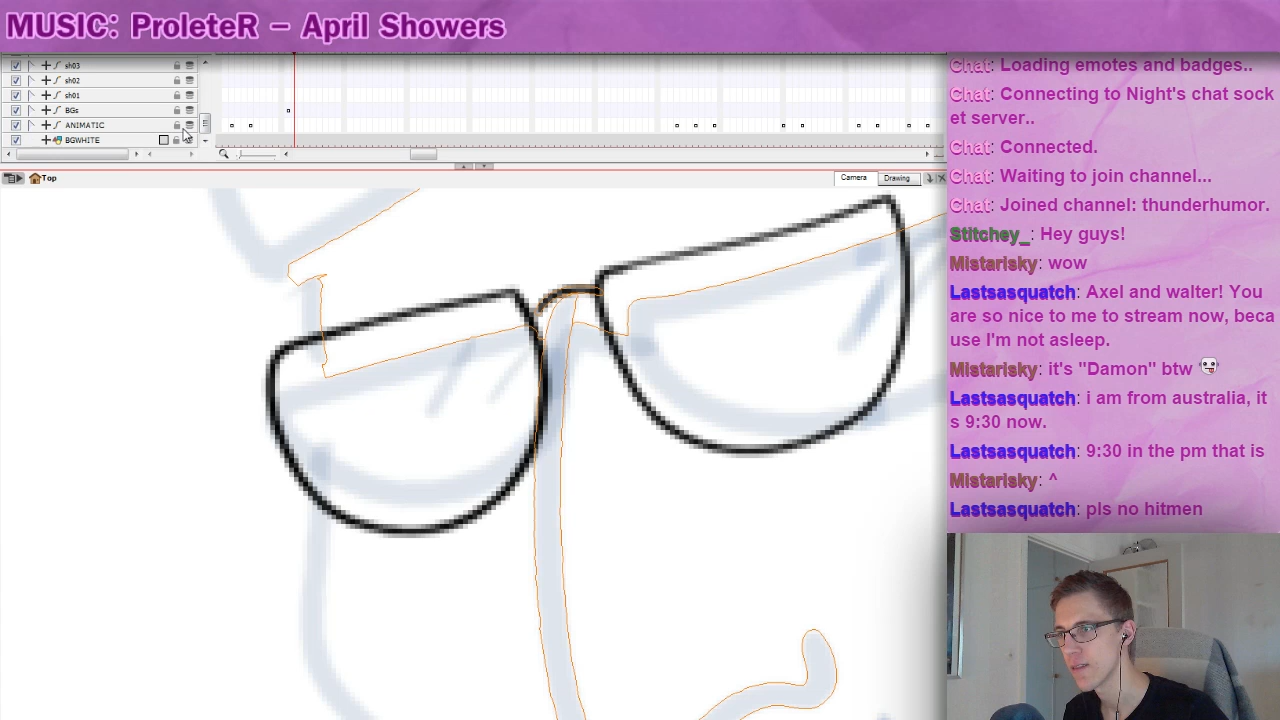 MUSIC: ProleteR – April Showers
sh03
sh02
sh01
BGs
ANIMATIC
BGWHITE
Top
Camera
Drawing
Chat: Loading emotes and badges..
Chat: Connecting to Night's chat sock
et server..
Chat: Connected.
Chat: Waiting to join channel...
Chat: Joined channel: thunderhumor.
Stitchey_: Hey guys!
Mistarisky: wow
Lastsasquatch: Axel and walter! You
are so nice to me to stream now, beca
use I'm not asleep.
Mistarisky: it's "Damon" btw
Lastsasquatch: i am from australia, it
s 9:30 now.
Lastsasquatch: 9:30 in the pm that is
Mistarisky: ^
Lastsasquatch: pls no hitmen